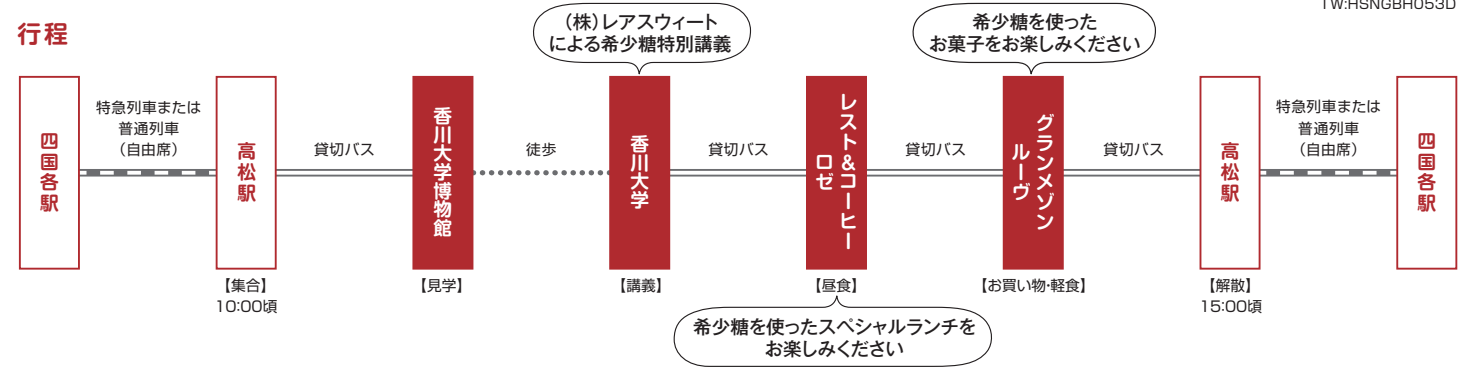 TW:HSNGBH053D
行程
(株)レアスウィート
による希少糖特別講義
希少糖を使った
お菓子をお楽しみください
四国各駅
特急列車または
普通列車
(自由席)
高松駅
貸切バス
香川大学博物館
徒歩
香川大学
貸切バス
レスト&コーヒー
ロゼ
貸切バス
グランメゾン
ルーヴ
貸切バス
高松駅
特急列車または
普通列車
(自由席)
四国各駅
【集合】
10:00頃
【見学】
【講義】
【昼食】
【お買い物・軽食】
【解散】
15:00頃
希少糖を使ったスペシャルランチを
お楽しみください